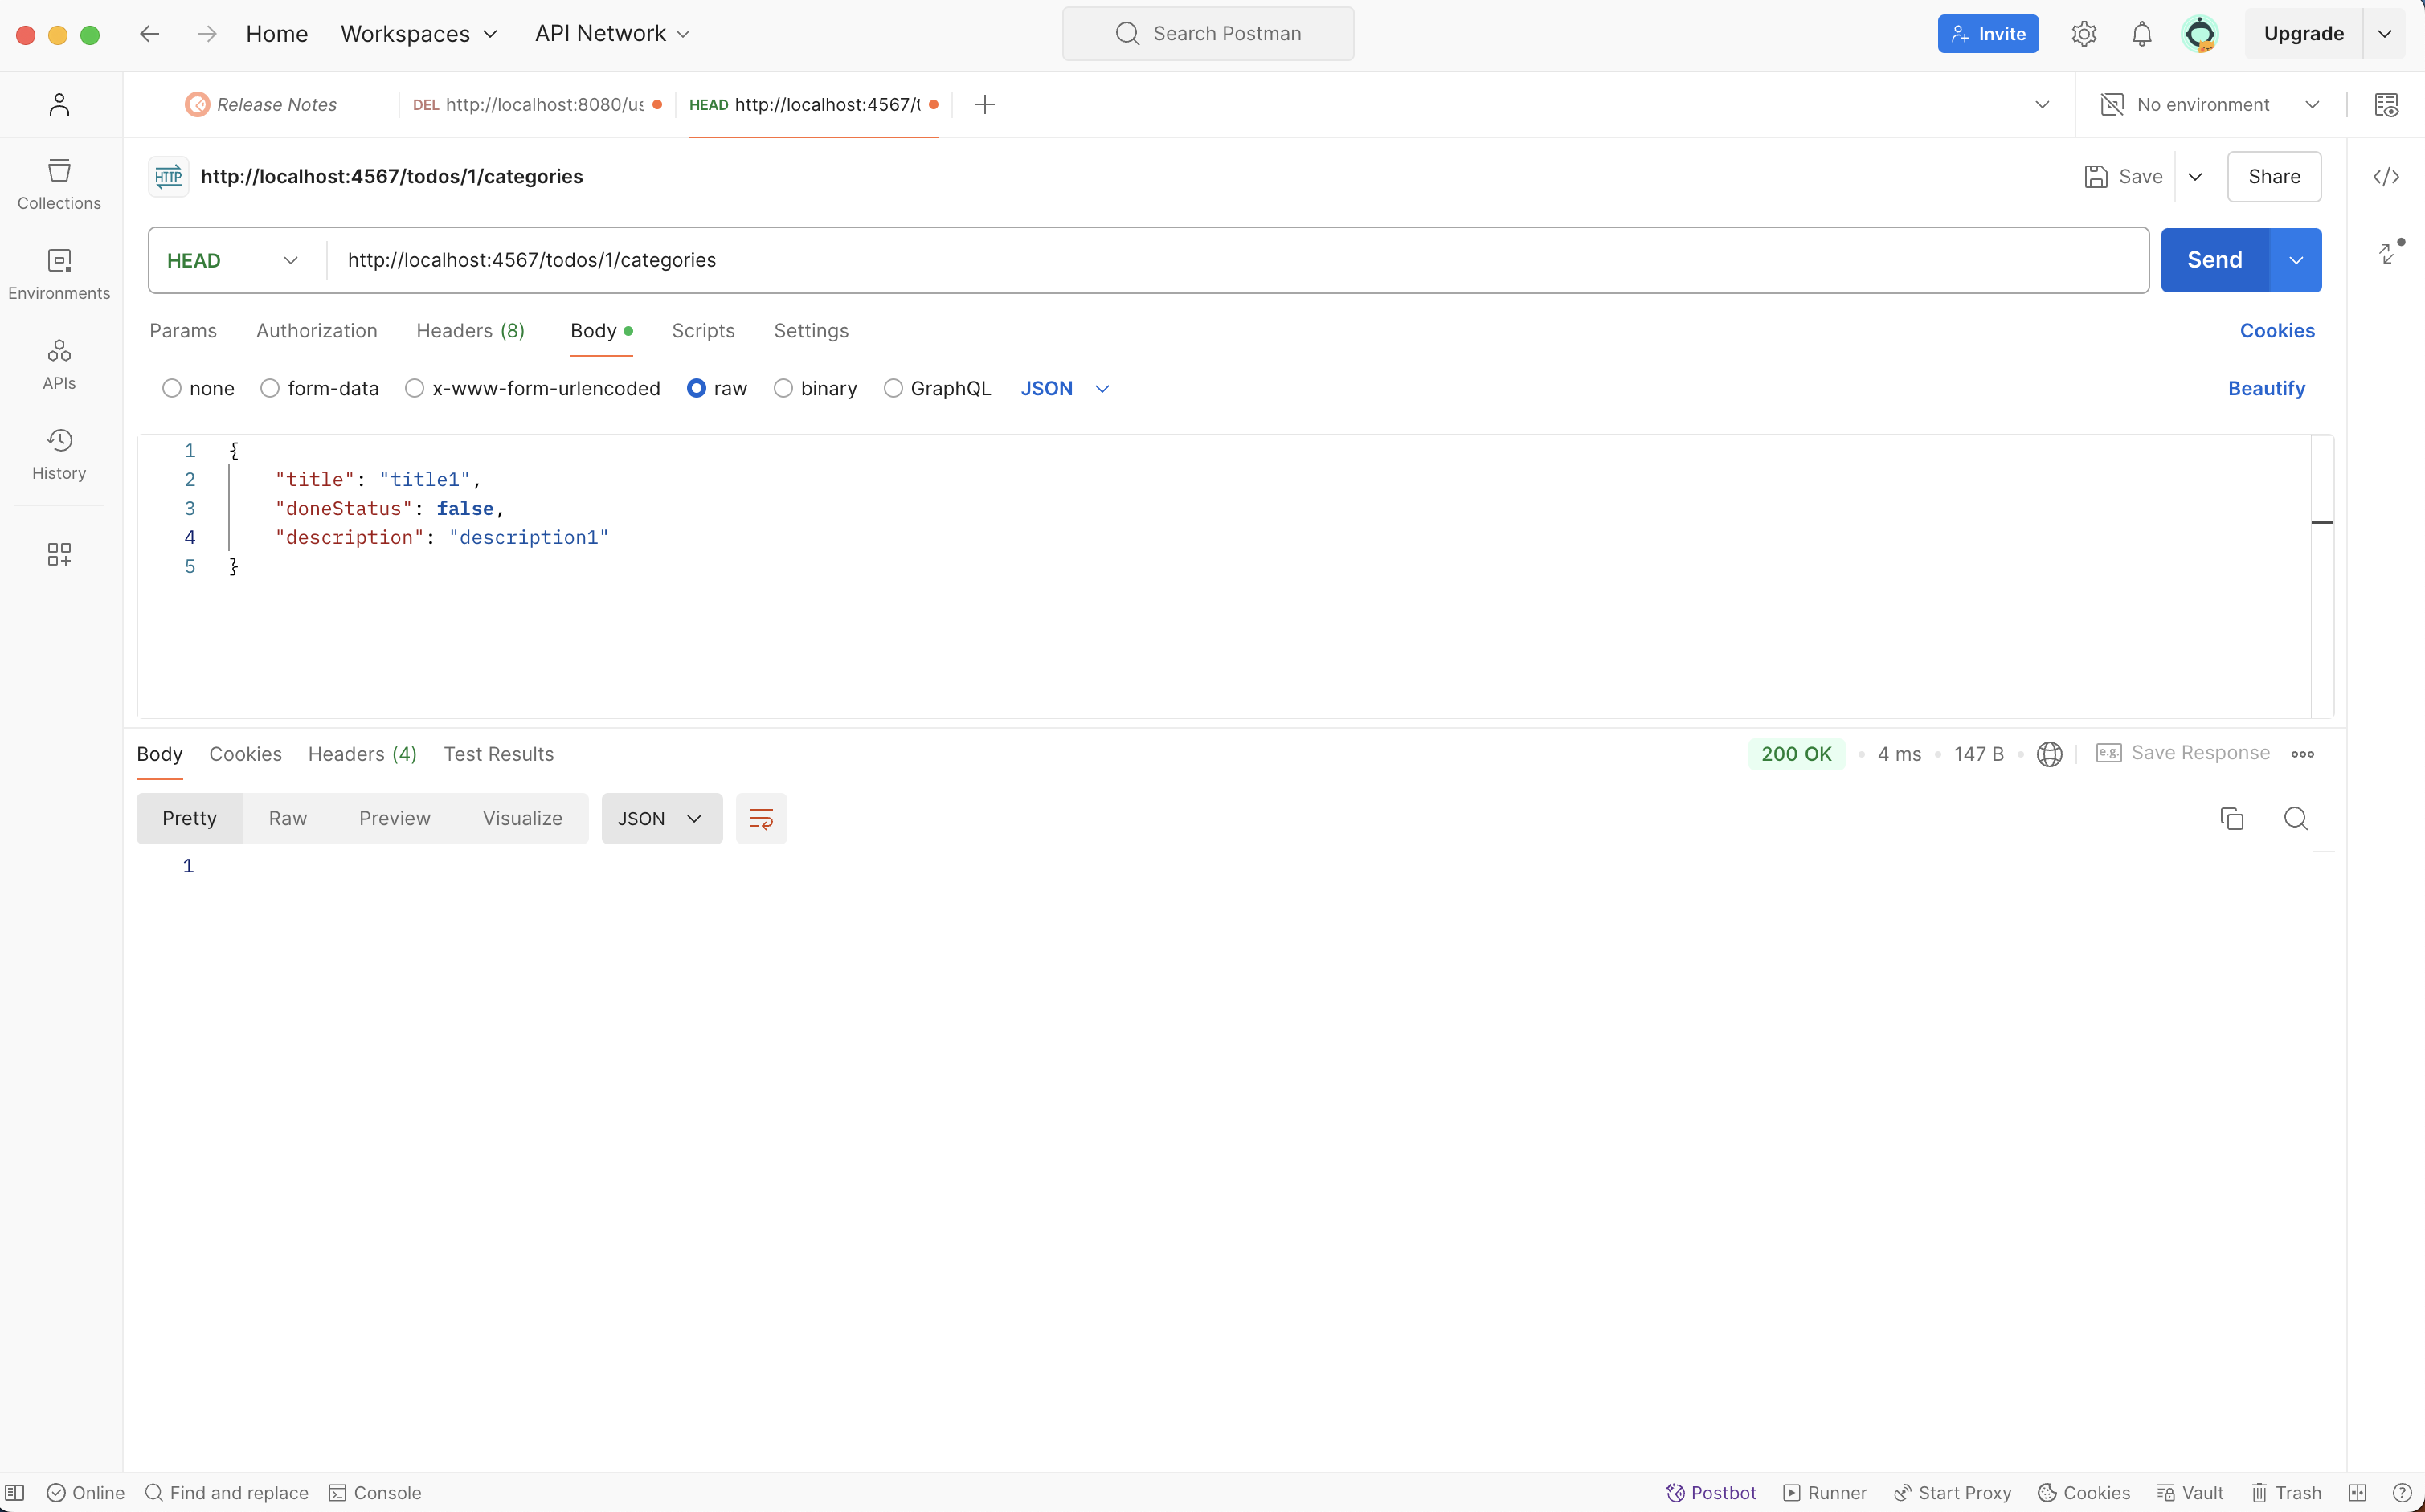 Home Workspaces API Network Search Postman Invite Upgrade
Release Notes DEL http://localhost:8080/us HEAD http://localhost:4567/t No environment
HTTP http://localhost:4567/todos/1/categories Save Share
HEAD http://localhost:4567/todos/1/categories Send
Params Authorization Headers (8) Body Scripts Settings Cookies
none form-data x-www-form-urlencoded raw binary GraphQL JSON Beautify
Collections
Environments
APIs
History
1 {
2 "title": "title1",
3 "doneStatus": false,
4 "description": "description1"
5 }
Body Cookies Headers (4) Test Results 200 OK 4 ms 147 B e.g. Save Response
Pretty Raw Preview Visualize JSON
1
Online Find and replace Console Postbot Runner Start Proxy Cookies Vault Trash